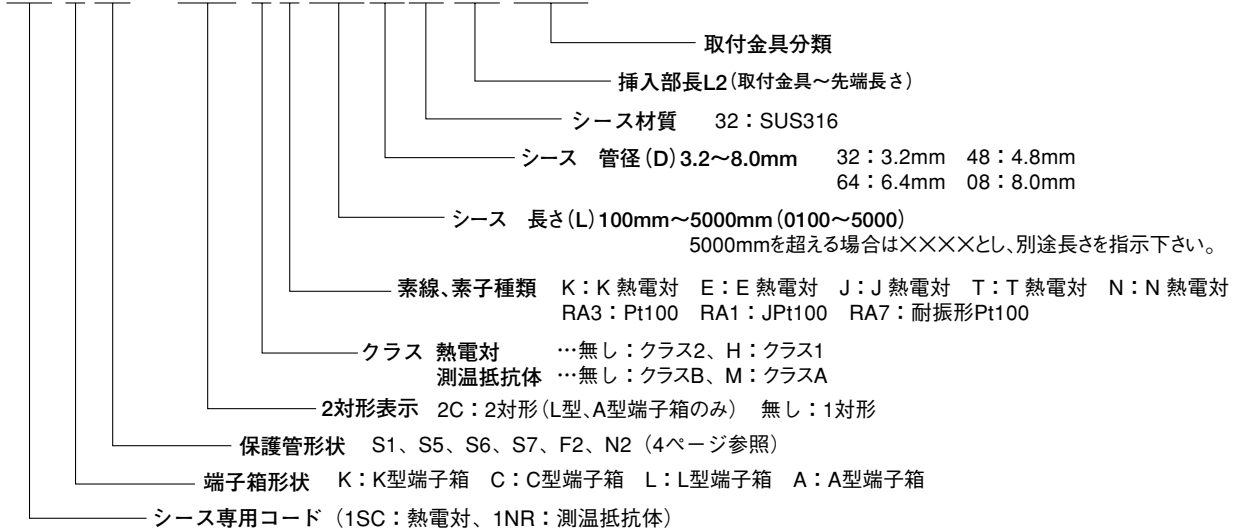 取付金具分類
挿入部長L2（取付金具～先端長さ）
シース材質　32：SUS316
シース　管径（D）3.2～8.0mm　32：3.2mm　48：4.8mm
64：6.4mm　08：8.0mm
シース　長さ（L）100mm～5000mm（0100～5000）
5000mmを超える場合は××××とし、別途長さを指示下さい。
素線、素子種類　K：K 熱電対　E：E 熱電対　J：J 熱電対　T：T 熱電対　N：N 熱電対
RA3：Pt100　RA1：JPt100　RA7：耐振形Pt100
クラス　熱電対　…無し：クラス2、H：クラス1
測温抵抗体　…無し：クラスB、M：クラスA
2対形表示　2C：2対形（L型、A型端子箱のみ）　無し：1対形
保護管形状　S1、S5、S6、S7、F2、N2（4ページ参照）
端子箱形状　K：K型端子箱　C：C型端子箱　L：L型端子箱　A：A型端子箱
シース専用コード（1SC：熱電対、1NR：測温抵抗体）